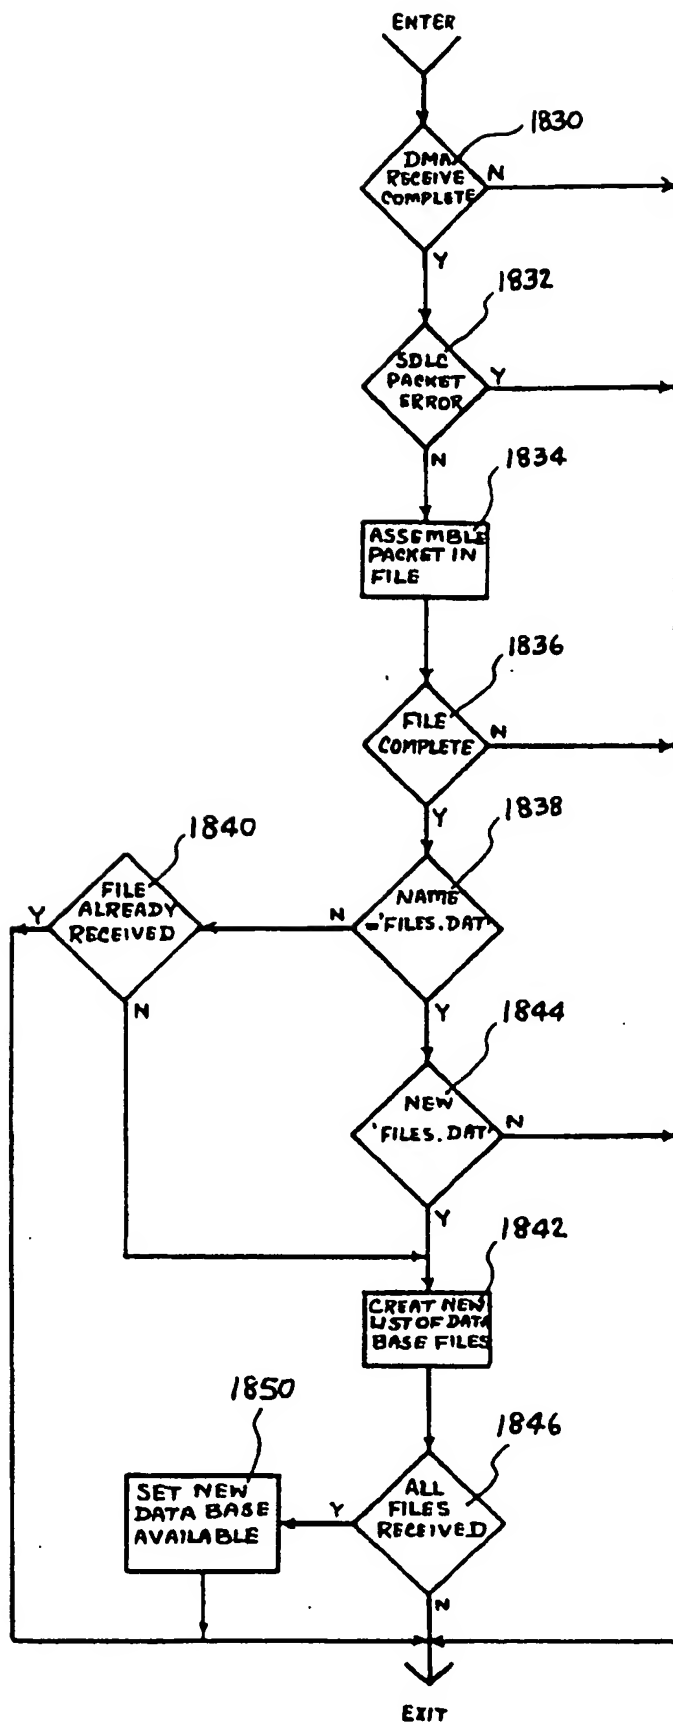 ENTER
1830
DMA
RECEIVE
COMPLETE
N
Y
1832
SDLC
PACKET
ERROR
Y
N
1834
ASSEMBLE
PACKET IN
FILE
1836
FILE
COMPLETE
N
Y
1838
1840
FILE
ALREADY
RECEIVED
Y
N
NAME
='FILES.DAT'
N
Y
1844
NEW
'FILES.DAT'
N
Y
1842
CREAT NEW
LIST OF DATA
BASE FILES
1850
1846
SET NEW
DATA BASE
AVAILABLE
ALL
FILES
RECEIVED
Y
N
EXIT